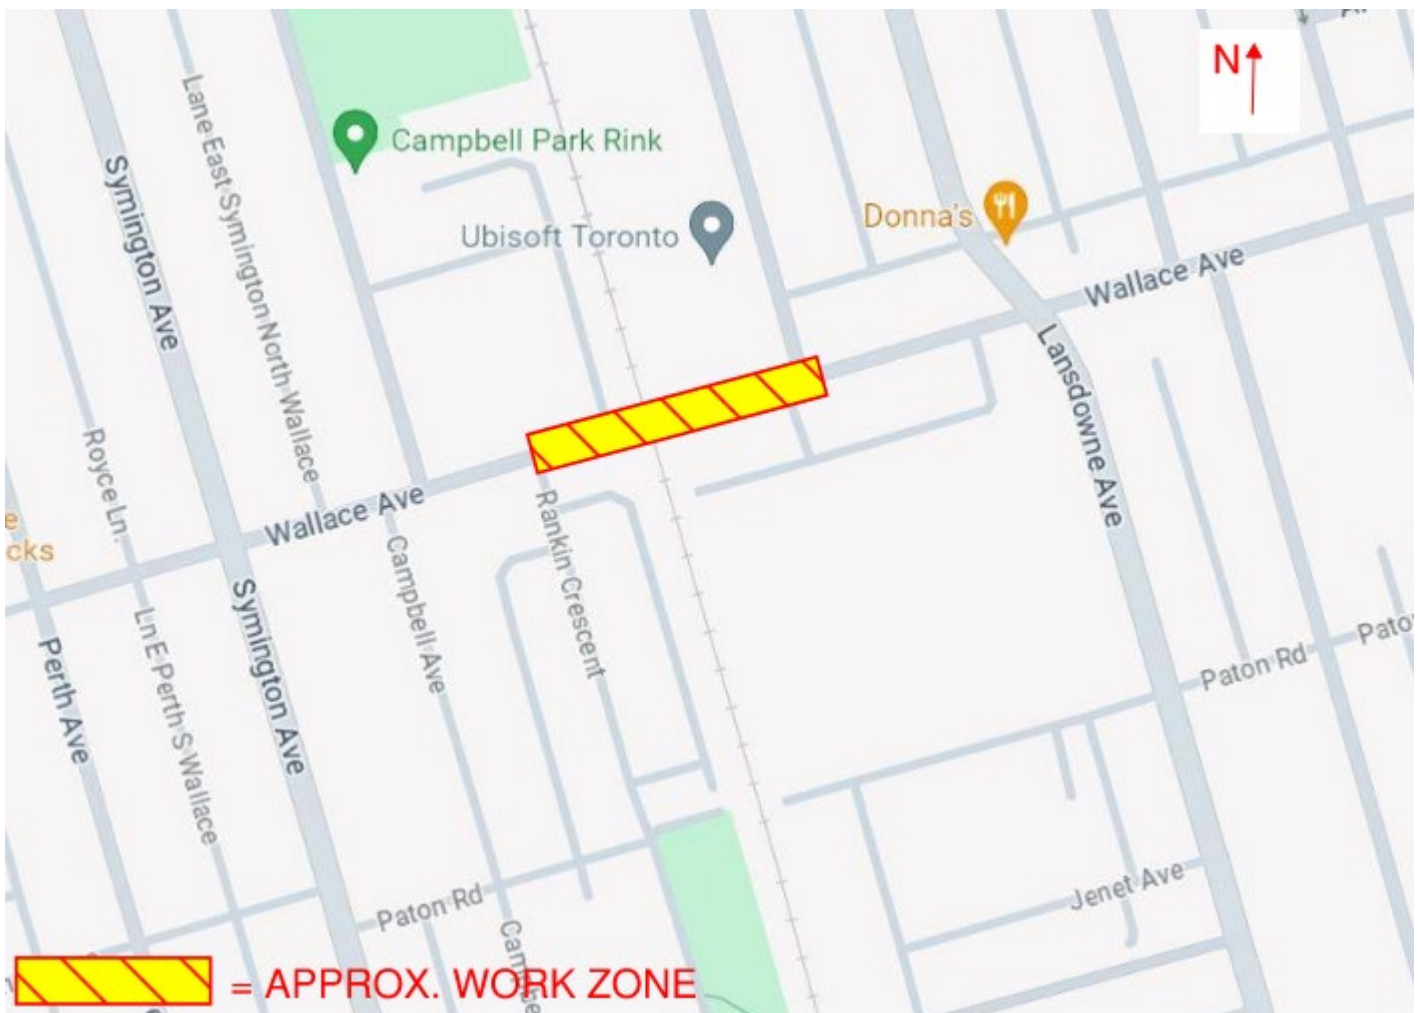 N
Campbell Park Rink
Ubisoft Toronto
Donna's
Lane East Symington North Wallace
Symington Ave
Wallace Ave
Lansdowne Ave
Royce Ln.
cks
Wallace Ave
Rankin Crescent
Campbell Ave
Symington Ave
Ln E Perth S Wallace
Perth Ave
Paton Rd
Jenet Ave
Paton Rd
= APPROX. WORK ZONE